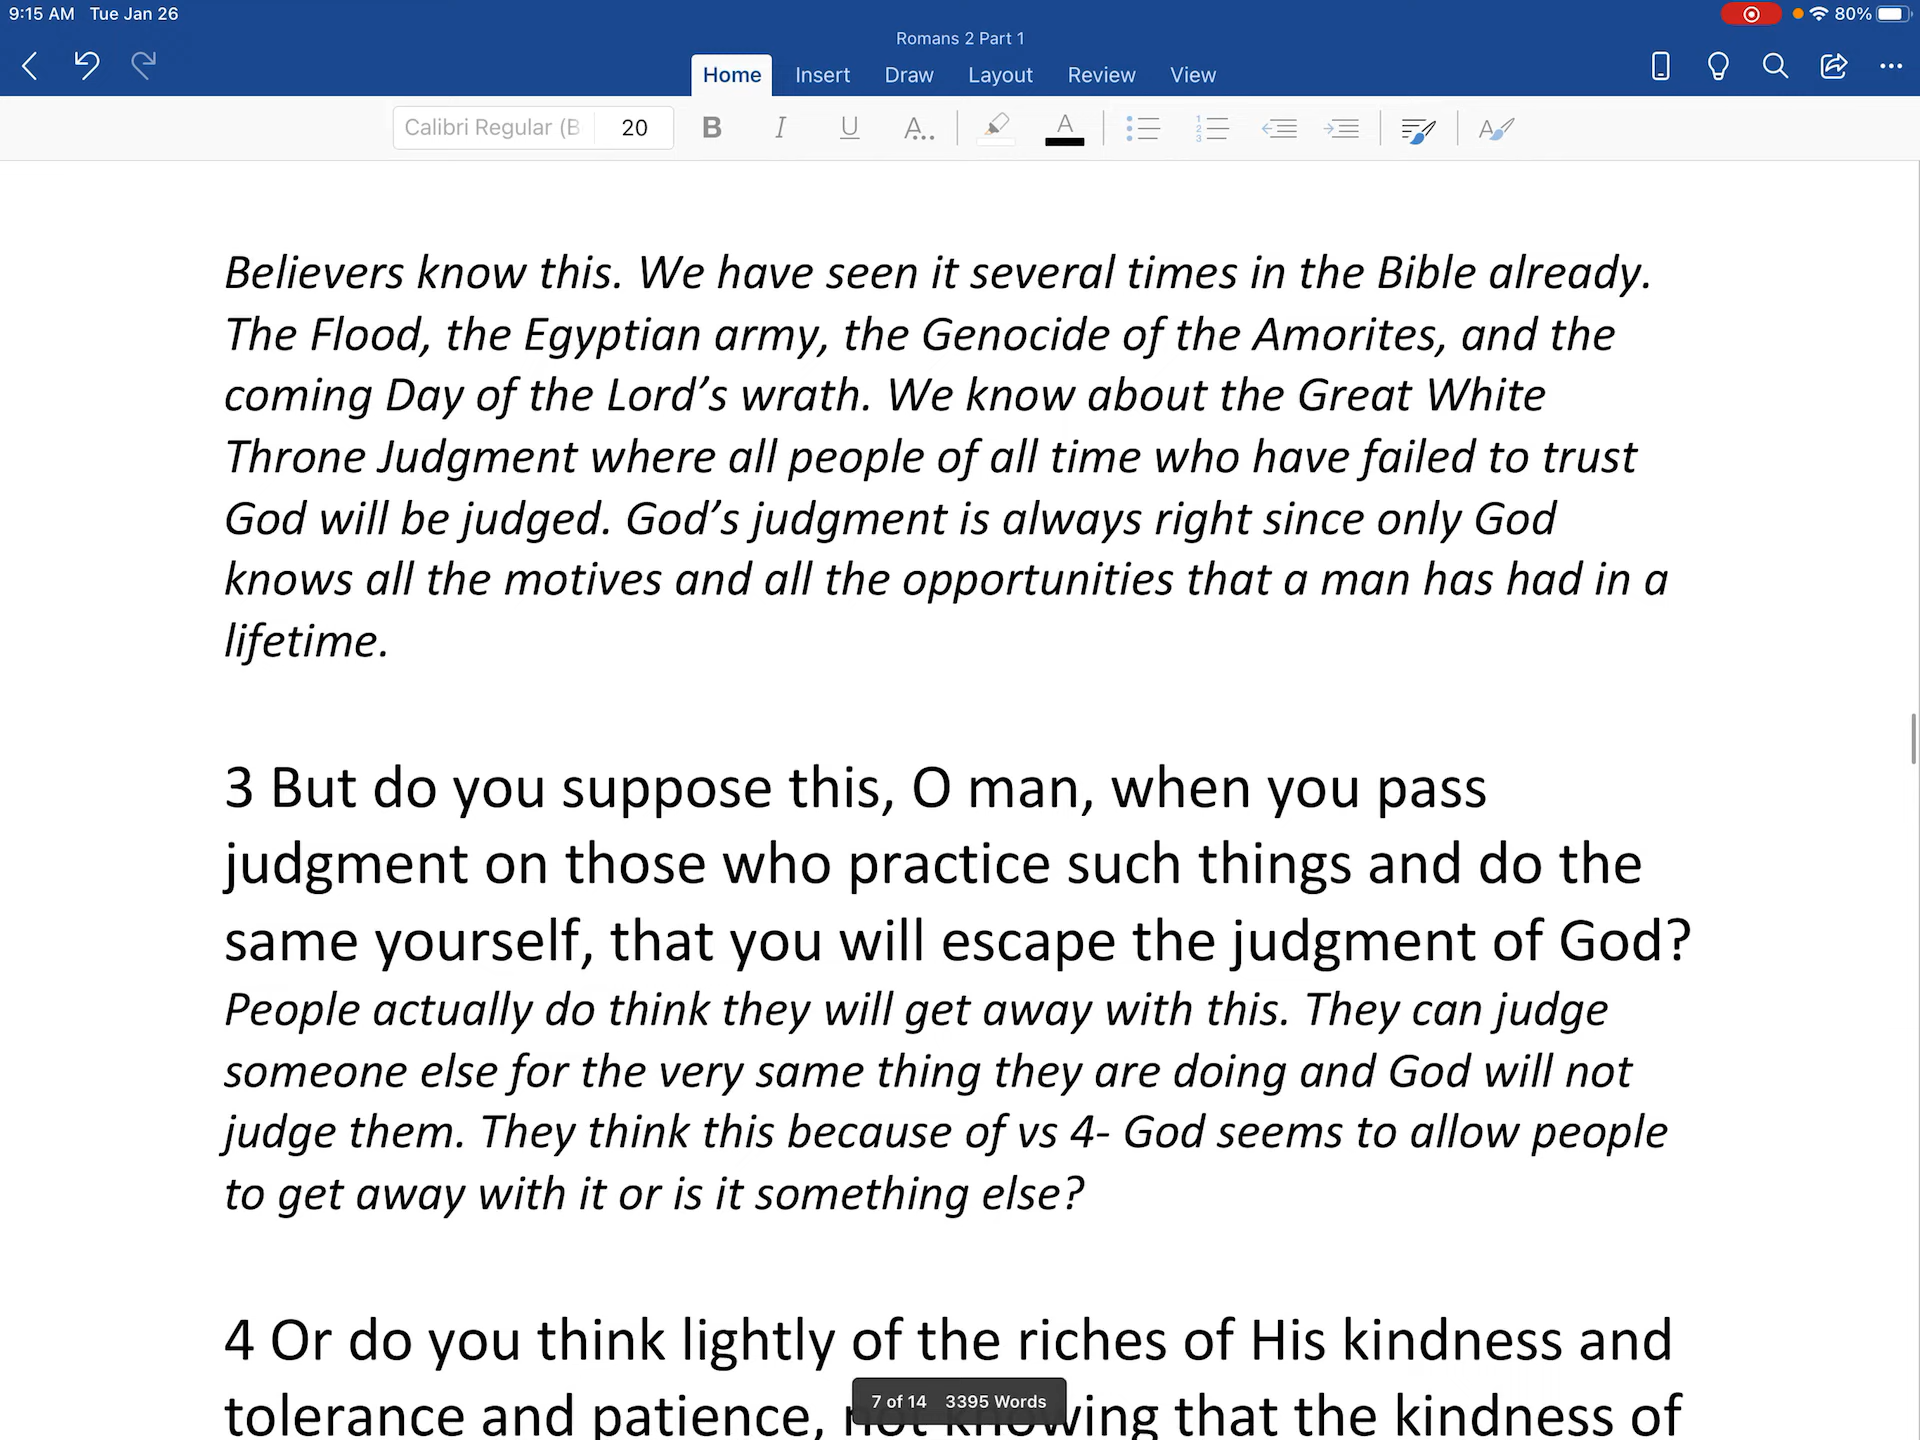 9:15 AM Tue Jan 26
80%
Romans 2 Part 1
Home Insert Draw Layout Review View
Calibri Regular (B 20 B I U A.. A
Believers know this. We have seen it several times in the Bible already.
The Flood, the Egyptian army, the Genocide of the Amorites, and the
coming Day of the Lord’s wrath. We know about the Great White
Throne Judgment where all people of all time who have failed to trust
God will be judged. God’s judgment is always right since only God
knows all the motives and all the opportunities that a man has had in a
lifetime.
3 But do you suppose this, O man, when you pass
judgment on those who practice such things and do the
same yourself, that you will escape the judgment of God?
People actually do think they will get away with this. They can judge
someone else for the very same thing they are doing and God will not
judge them. They think this because of vs 4- God seems to allow people
to get away with it or is it something else?
4 Or do you think lightly of the riches of His kindness and
tolerance and patience, not knowing that the kindness of
7 of 14 3395 Words